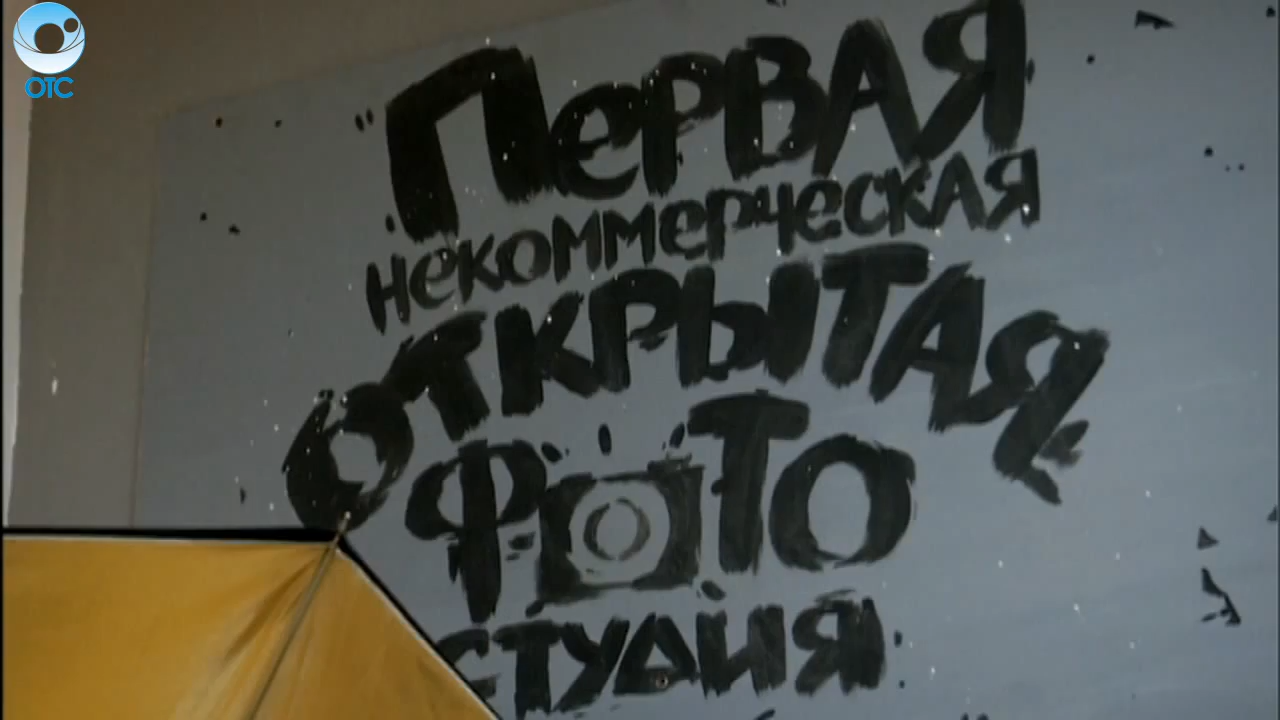 ОТС
"Первая
некоммерческая
открытая
фото
студия